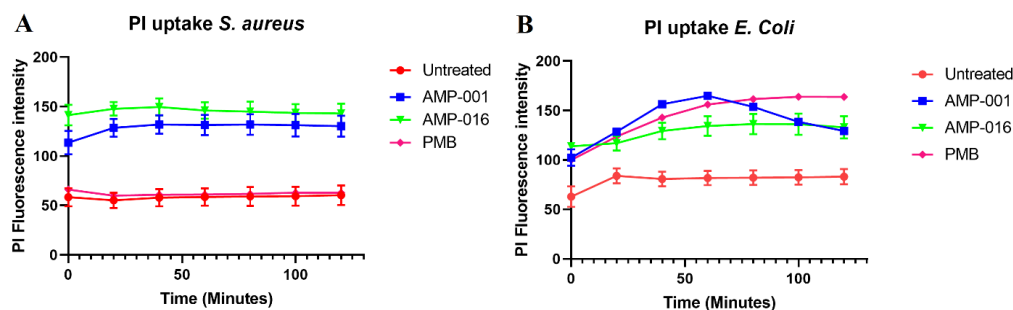 A
PI uptake S. aureus
PI Fluorescence intensity
200
150
100
50
0
0
50
100
Time (Minutes)
Untreated
AMP-001
AMP-016
PMB
B
PI uptake E. Coli
PI Fluorescence intensity
200
150
100
50
0
0
50
100
Time (Minutes)
Untreated
AMP-001
AMP-016
PMB